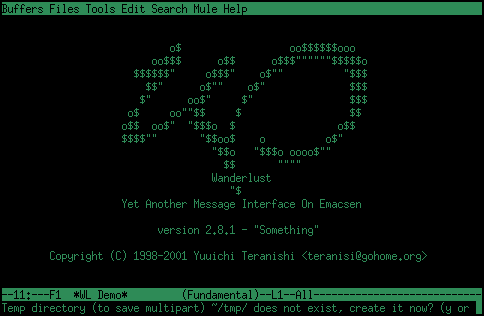 Buffers Files Tools Edit Search Mule Help
Wanderlust
Yet Another Message Interface On Emacsen
version 2.8.1 - "Something"
Copyright (C) 1998-2001 Yuuichi Teranishi <teranisi@gohome.org>
--11:---F1 *WL Demo* (Fundamental)--L1--All
Temp directory (to save multipart) ~/tmp/ does not exist, create it now? (y or